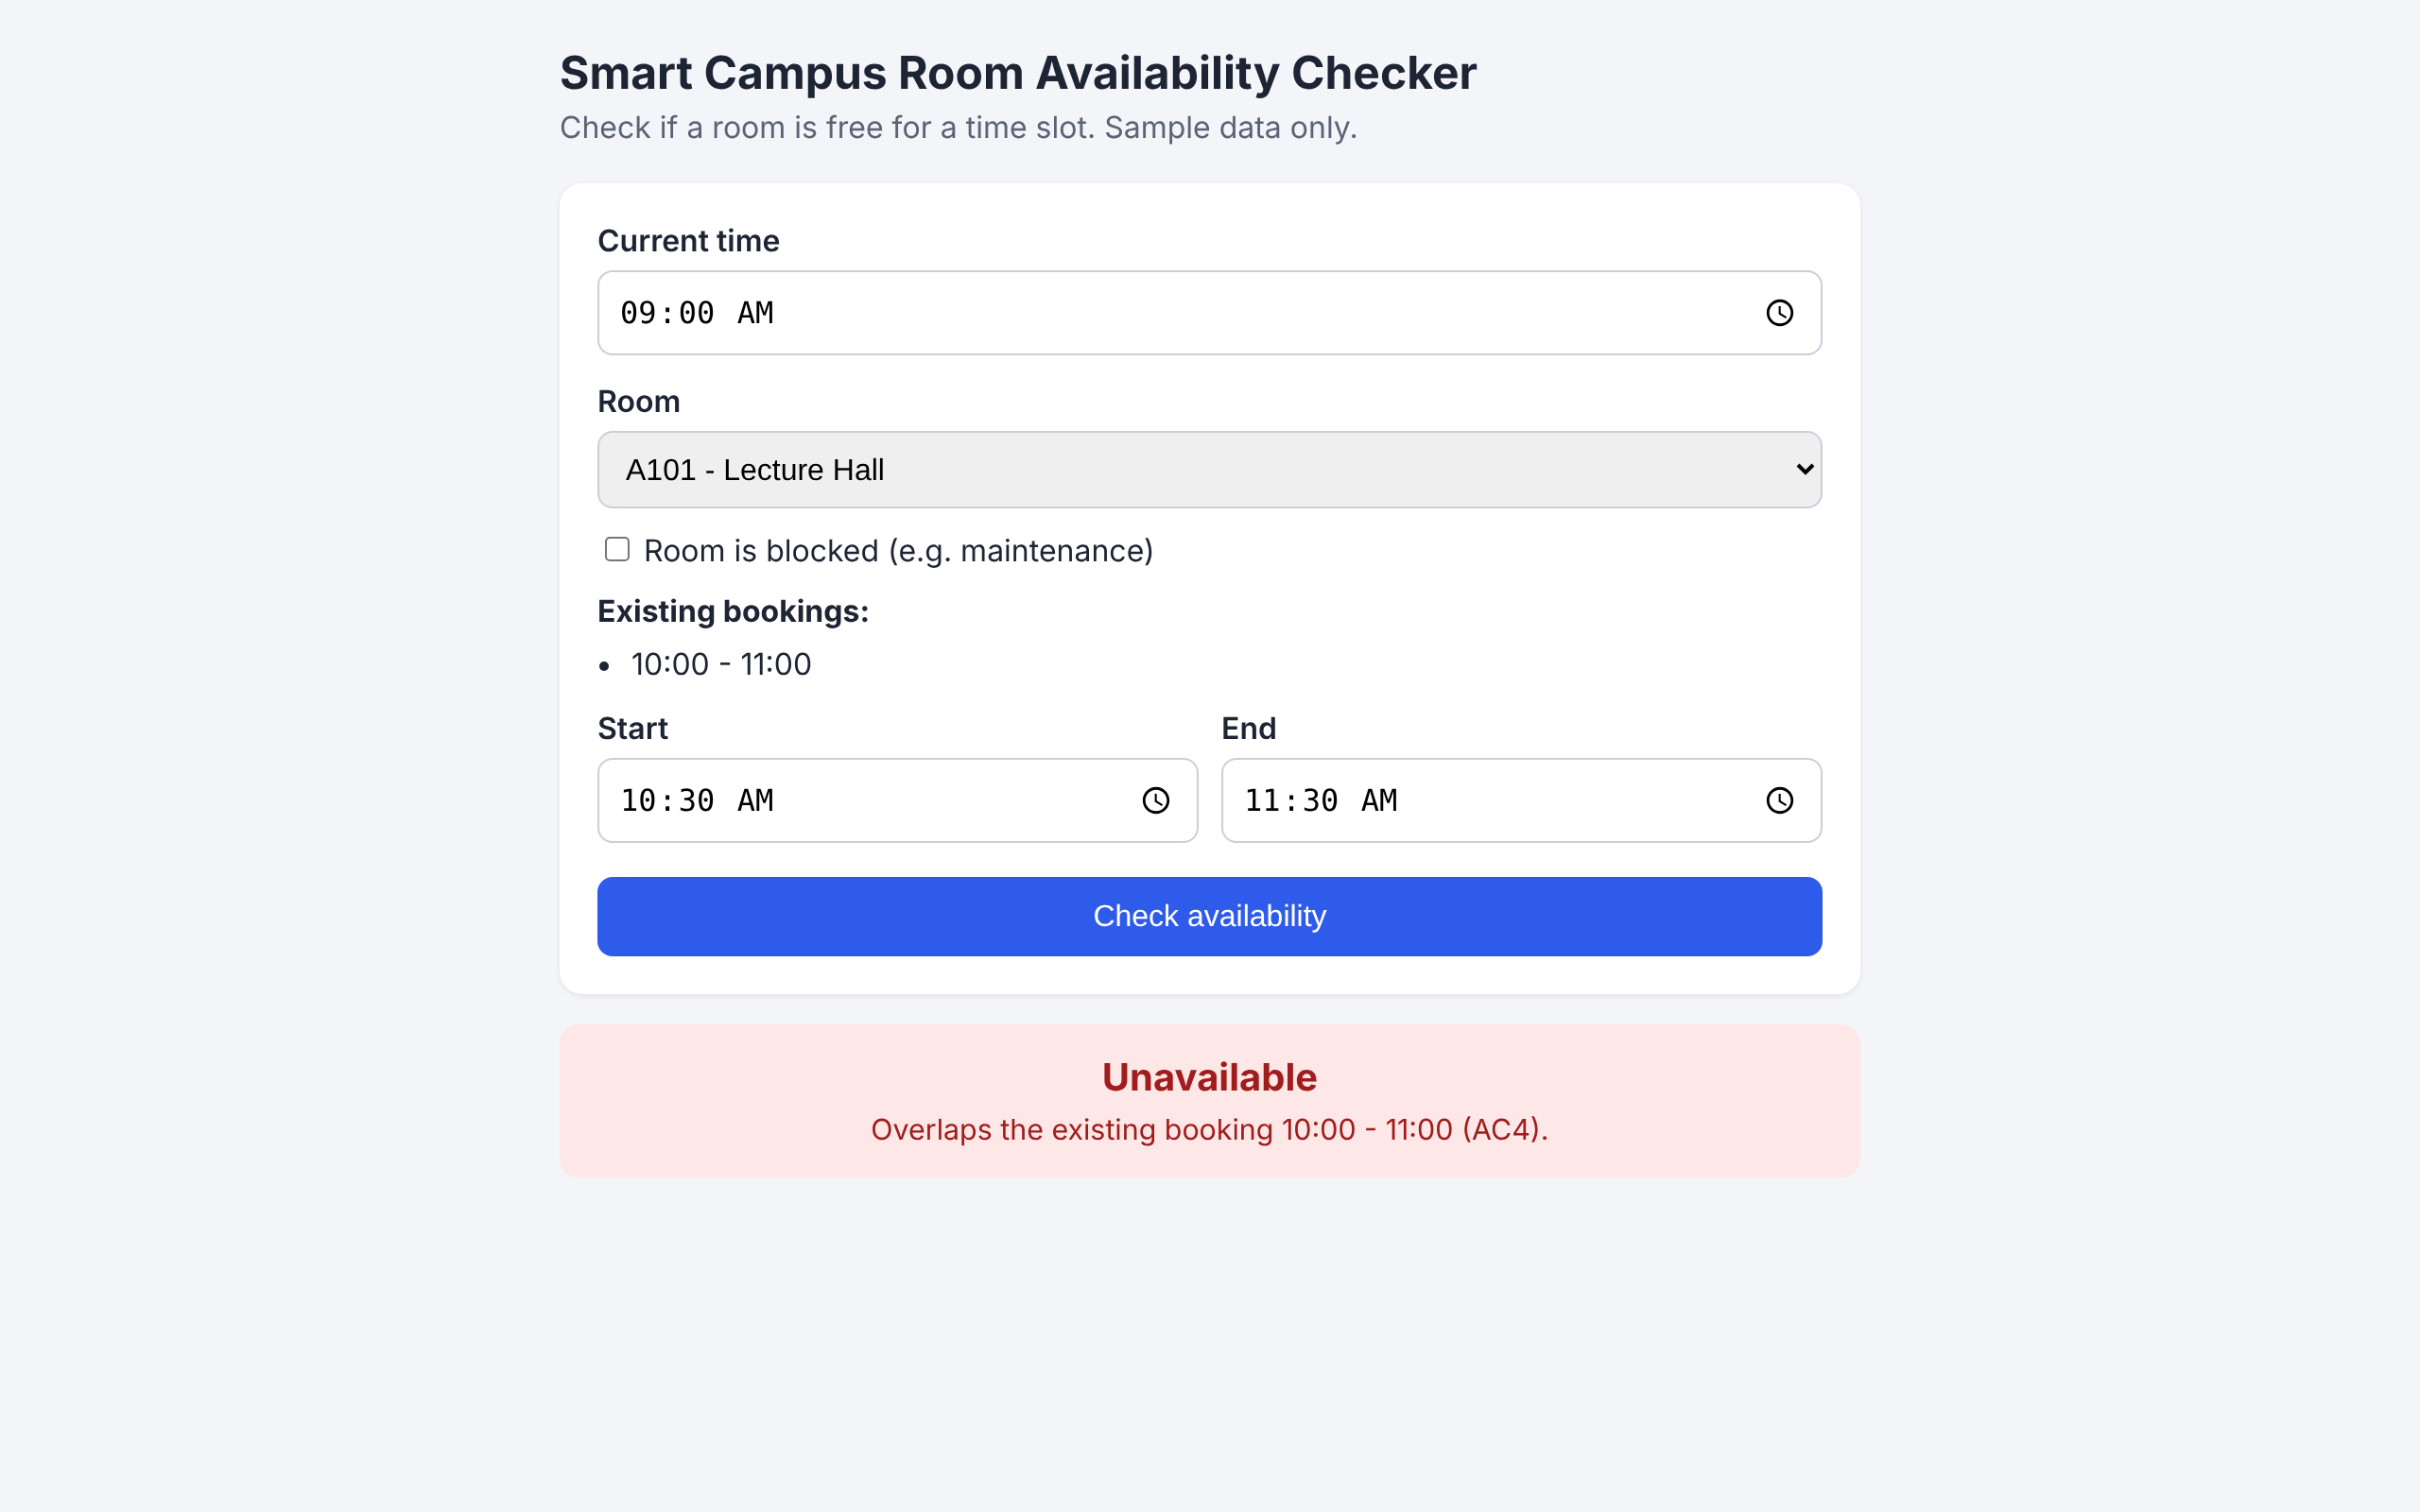 Smart Campus Room Availability Checker
Check if a room is free for a time slot. Sample data only.
Current time
09:00 AM
Room
A101 - Lecture Hall
Room is blocked (e.g. maintenance)
Existing bookings:
• 10:00 - 11:00
Start
End
10:30 AM
11:30 AM
Check availability
Unavailable
Overlaps the existing booking 10:00 - 11:00 (AC4).